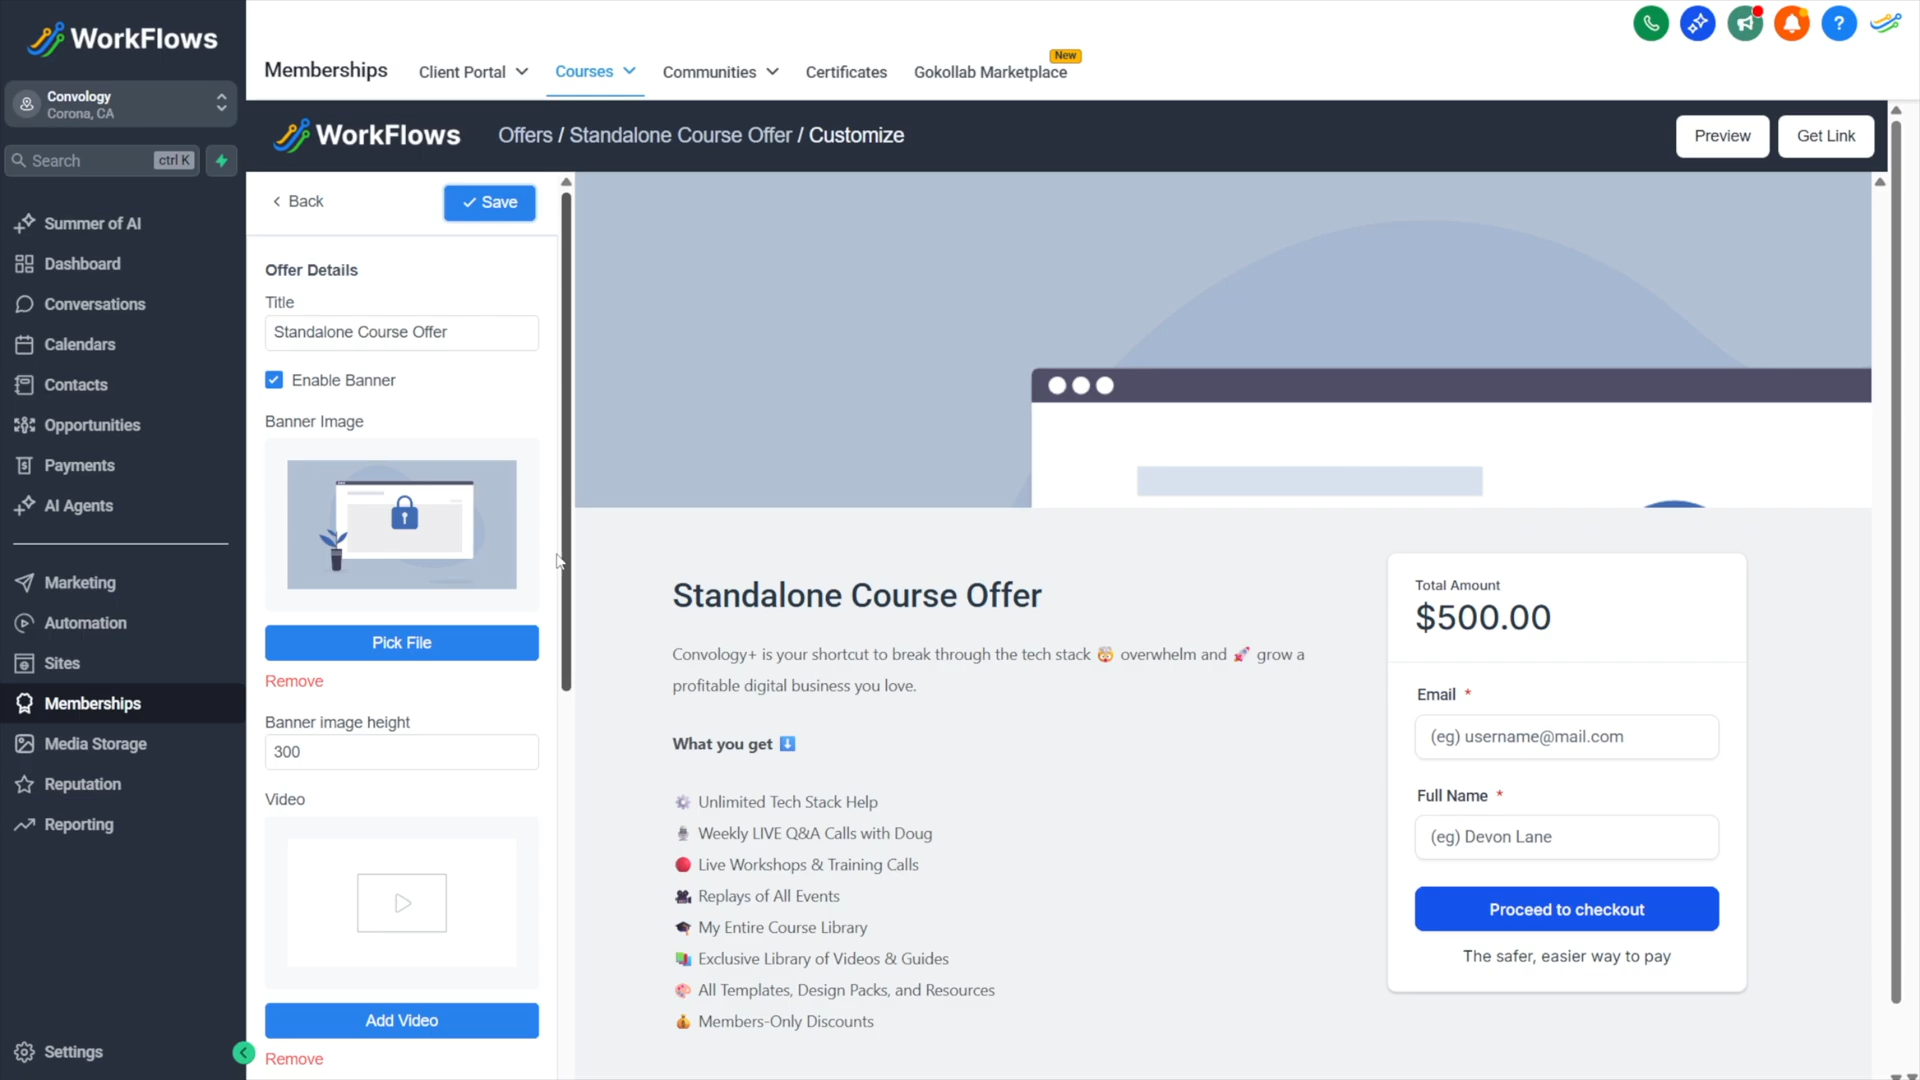 WorkFlows
Convology
Corona, CA
Search
ctrl K
Summer of AI
Dashboard
Conversations
Calendars
Contacts
Opportunities
Payments
AI Agents
Marketing
Automation
Sites
Memberships
Media Storage
Reputation
Reporting
Settings
Memberships
Client Portal
Courses
Communities
Certificates
Gokollab Marketplace
New
?
WorkFlows
Offers / Standalone Course Offer / Customize
Preview
Get Link
Back
Save
Offer Details
Title
Standalone Course Offer
Enable Banner
Banner Image
Pick File
Remove
Banner image height
300
Video
Add Video
Remove
Standalone Course Offer
Convology+ is your shortcut to break through the tech stack 🤯 overwhelm and 🚀 grow a
profitable digital business you love.
What you get ⬇️
⚙️ Unlimited Tech Stack Help
🎙️ Weekly LIVE Q&A Calls with Doug
🔴 Live Workshops & Training Calls
🎥 Replays of All Events
🎓 My Entire Course Library
📚 Exclusive Library of Videos & Guides
🎨 All Templates, Design Packs, and Resources
💰 Members-Only Discounts
Total Amount
$500.00
Email *
(eg) username@mail.com
Full Name *
(eg) Devon Lane
Proceed to checkout
The safer, easier way to pay